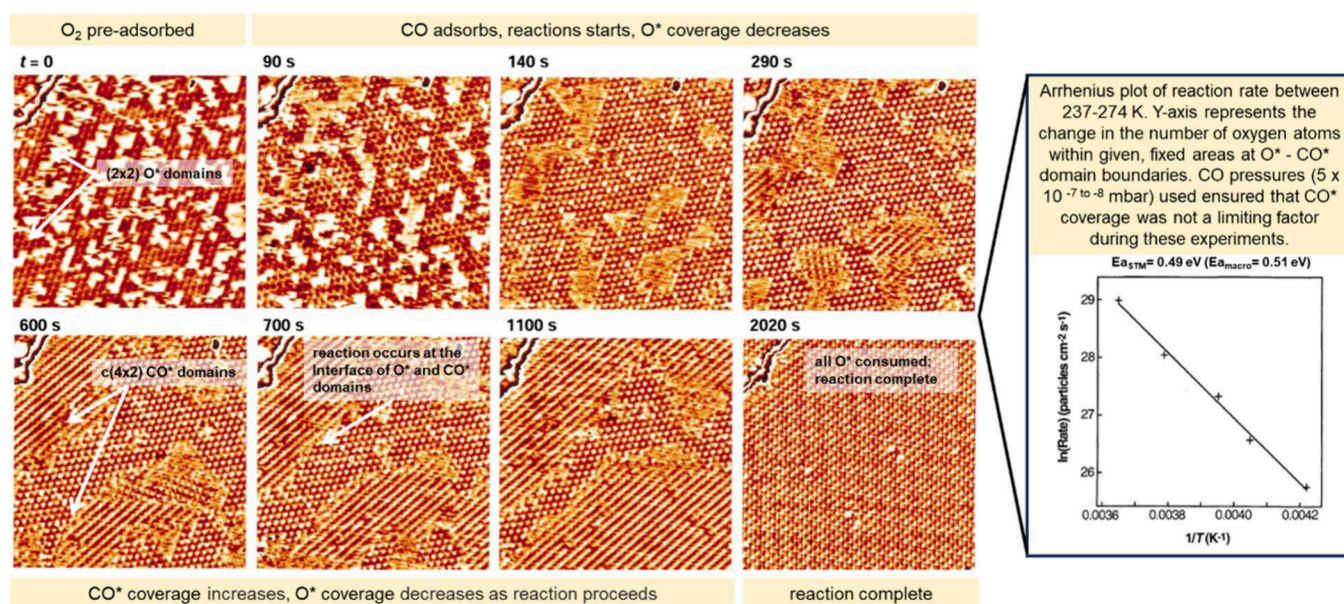 O₂ pre-adsorbed
CO adsorbs, reactions starts, O* coverage decreases
t = 0
90 s
140 s
290 s
(2x2) O* domains
600 s
700 s
1100 s
2020 s
c(4x2) CO* domains
reaction occurs at the
Interface of O* and CO*
domains
all O* consumed;
reaction complete
CO* coverage increases, O* coverage decreases as reaction proceeds
reaction complete
Arrhenius plot of reaction rate between
237-274 K. Y-axis represents the
change in the number of oxygen atoms
within given, fixed areas at O* - CO*
domain boundaries. CO pressures (5 x
10 -7 to -8 mbar) used ensured that CO*
coverage was not a limiting factor
during these experiments.
Ea_STM = 0.49 eV (Ea_macro = 0.51 eV)
29
28
27
26
ln(Rate) (particles cm-2 s-1)
0.0036
0.0038
0.0040
0.0042
1/T (K-1)